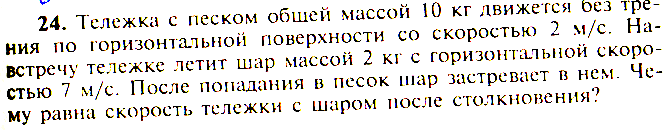 24. Тележка с песком общей массой 10 кг движется без тре-
ния по горизонтальной поверхности со скоростью 2 м/с. На-
встречу тележке летит шар массой 2 кг с горизонтальной скоро-
стью 7 м/с. После попадания в песок шар застревает в нем. Че-
му равна скорость тележки с шаром после столкновения?